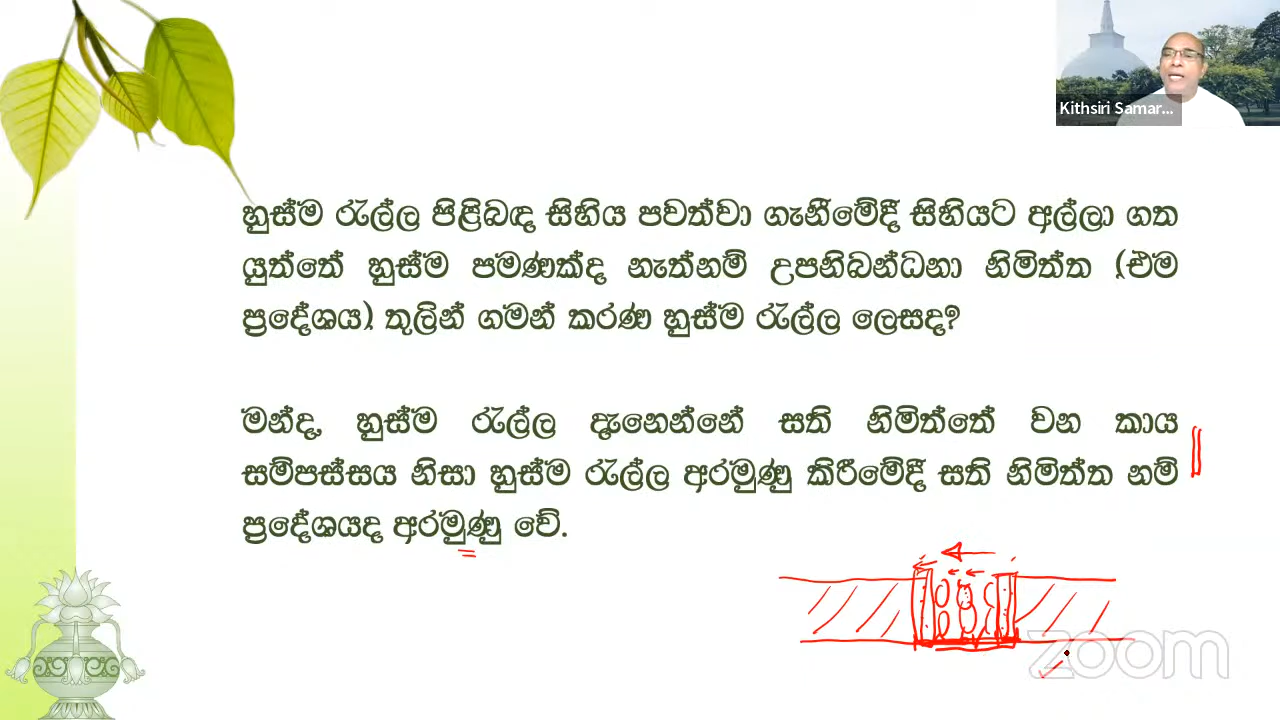 Kithsiri Samar...
හුස්ම රැල්ල පිළිබඳ සිහිය පවත්වා ගැනීමේදී සිහියට අල්ලා ගත
යුත්තේ හුස්ම පමණක්ද නැත්නම් උපනිබන්ධනා නිමිත්ත (එම
ප්‍රදේශය) තුලින් ගමන් කරණ හුස්ම රැල්ල ලෙසද?
මන්ද, හුස්ම රැල්ල දැනෙන්නේ සති නිමිත්තේ වන කාය
සම්පස්සය නිසා හුස්ම රැල්ල අරමුණු කිරීමේදී සති නිමිත්ත නම්
ප්‍රදේශයද අරමුණු වේ.
zoom